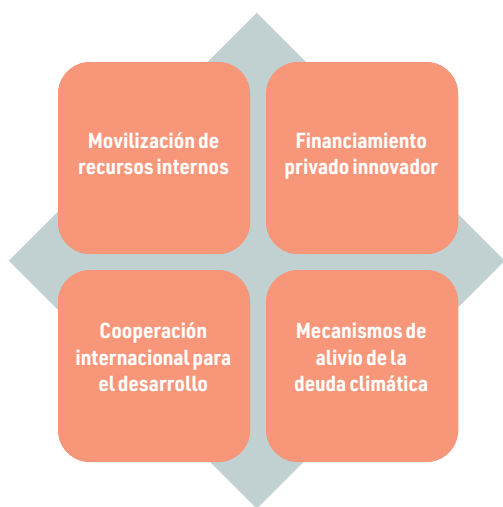 Movilización de
recursos internos
Financiamiento
privado innovador
Cooperación
internacional para
el desarrollo
Mecanismos de
alivio de la
deuda climática